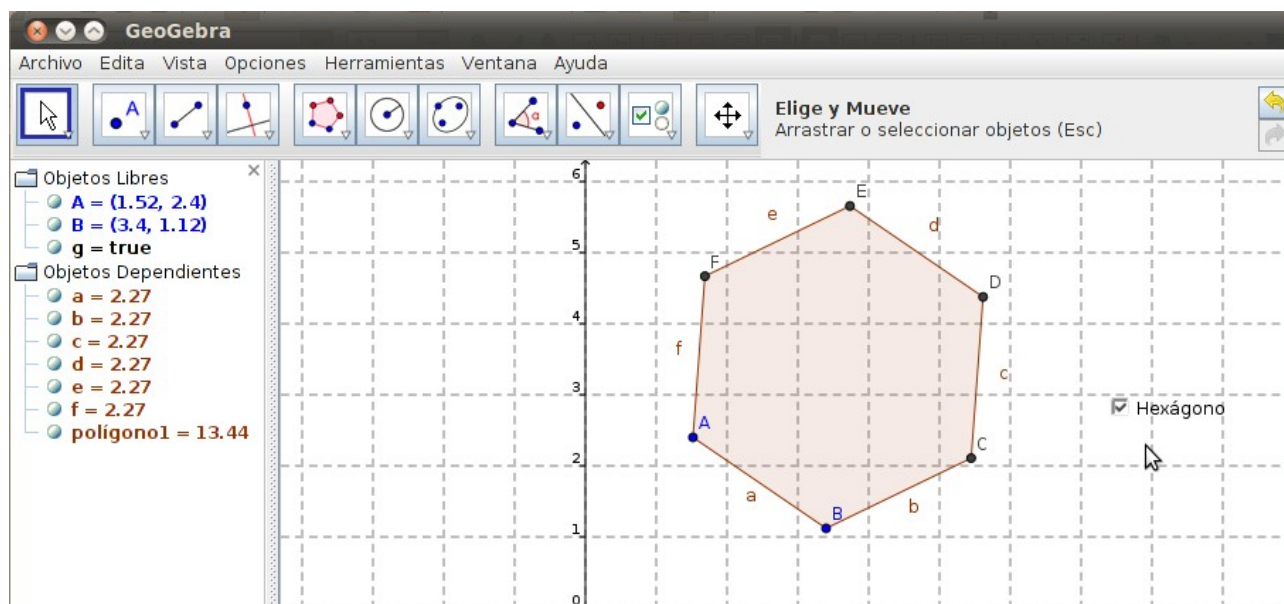 GeoGebra
Archivo Edita Vista Opciones Herramientas Ventana Ayuda
A
α
Elige y Mueve
Arrastrar o seleccionar objetos (Esc)
Objetos Libres
A = (1.52, 2.4)
B = (3.4, 1.12)
g = true
Objetos Dependientes
a = 2.27
b = 2.27
c = 2.27
d = 2.27
e = 2.27
f = 2.27
polígono1 = 13.44
6
5
4
3
2
1
0
E
e
d
F
D
f
c
A
C
a
B
b
Hexágono